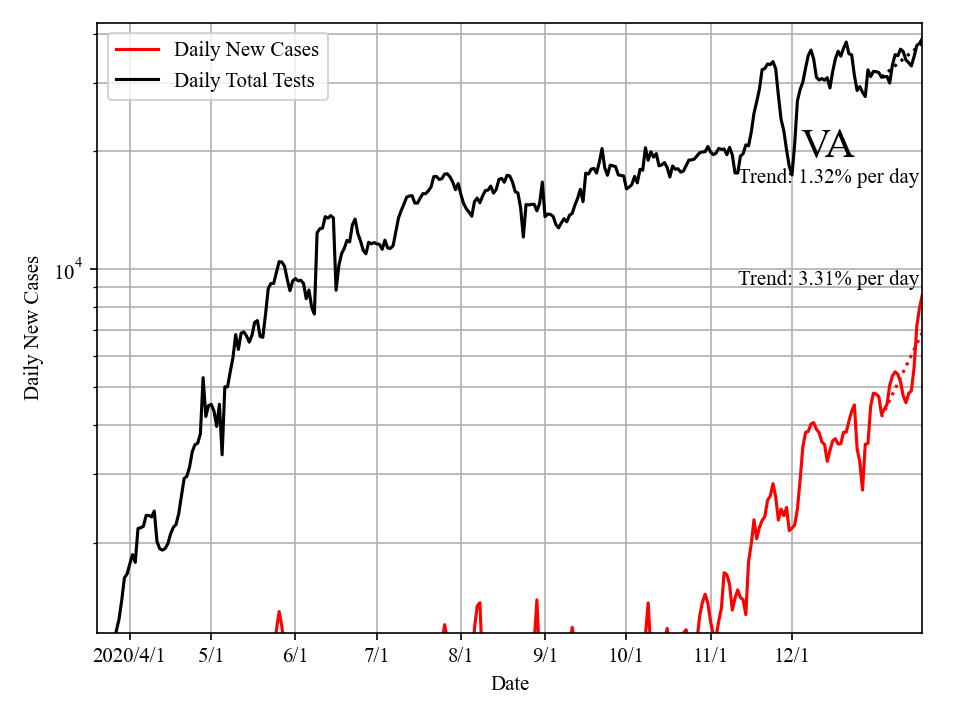 Daily New Cases
Daily Total Tests
VA
Trend: 1.32% per day
Trend: 3.31% per day
10^4
Daily New Cases
2020/4/1 5/1 6/1 7/1 8/1 9/1 10/1 11/1 12/1
Date